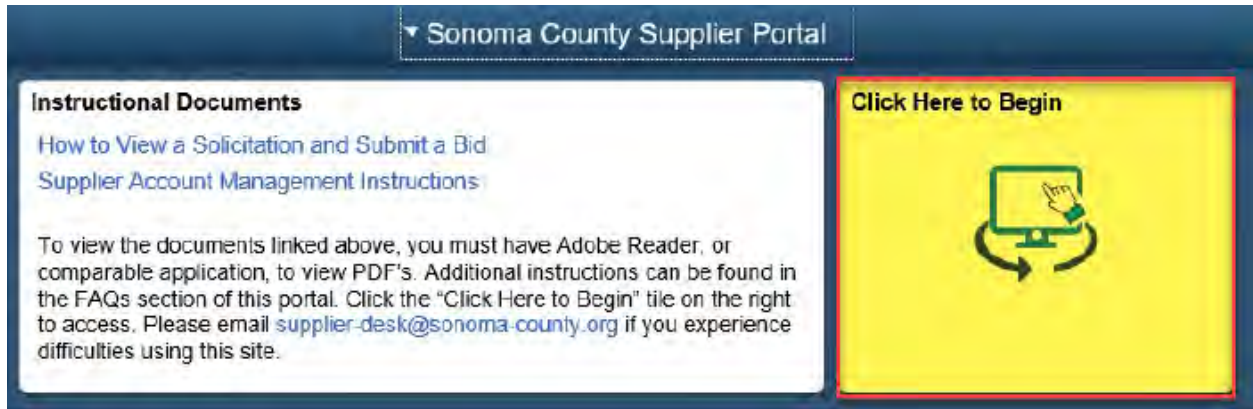 Sonoma County Supplier Portal
Instructional Documents
How to View a Solicitation and Submit a Bid
Supplier Account Management Instructions
To view the documents linked above, you must have Adobe Reader, or
comparable application, to view PDF's. Additional instructions can be found in
the FAQs section of this portal. Click the “Click Here to Begin” tile on the right
to access. Please email supplier-desk@sonoma-county.org if you experience
difficulties using this site.
Click Here to Begin